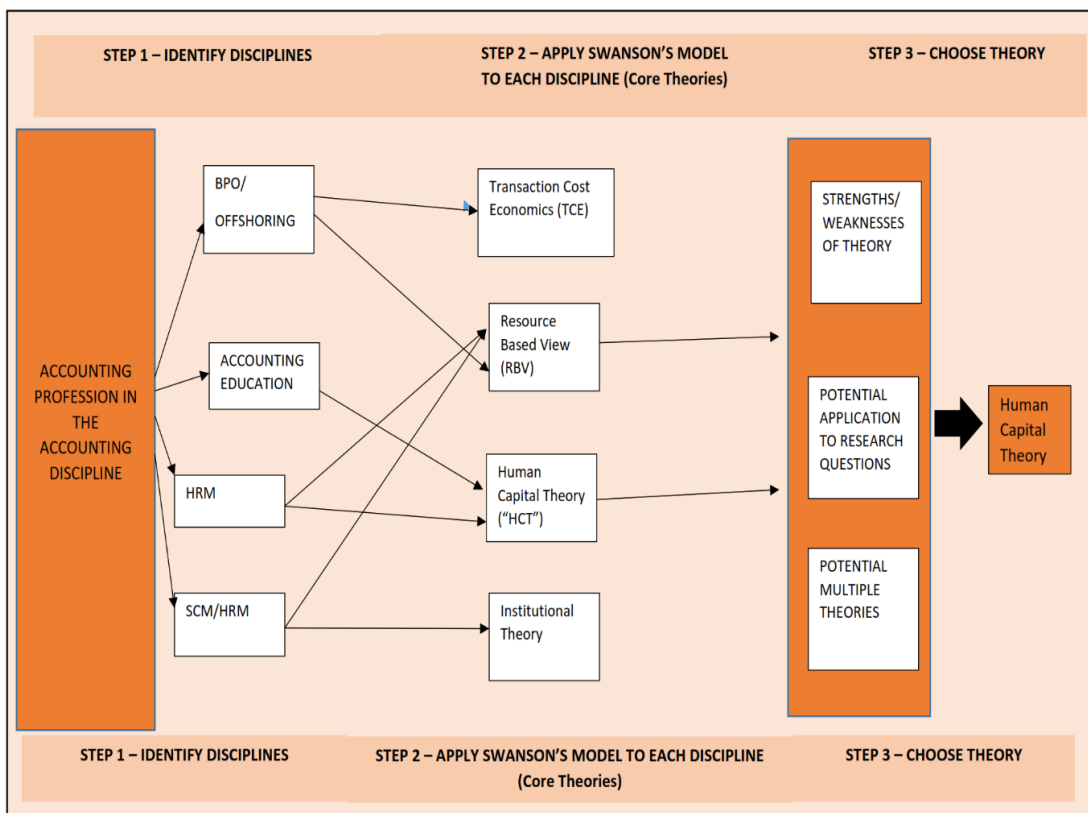 STEP 1 – IDENTIFY DISCIPLINES
STEP 2 – APPLY SWANSON'S MODEL
TO EACH DISCIPLINE (Core Theories)
STEP 3 – CHOOSE THEORY
ACCOUNTING
PROFESSION IN
THE
ACCOUNTING
DISCIPLINE
BPO/
OFFSHORING
ACCOUNTING
EDUCATION
HRM
SCM/HRM
Transaction Cost
Economics (TCE)
Resource
Based View
(RBV)
Human
Capital Theory
(“HCT”)
Institutional
Theory
STRENGTHS/
WEAKNESSES
OF THEORY
POTENTIAL
APPLICATION
TO RESEARCH
QUESTIONS
POTENTIAL
MULTIPLE
THEORIES
Human
Capital
Theory
STEP 1 – IDENTIFY DISCIPLINES
STEP 2 – APPLY SWANSON'S MODEL TO EACH DISCIPLINE
(Core Theories)
STEP 3 – CHOOSE THEORY